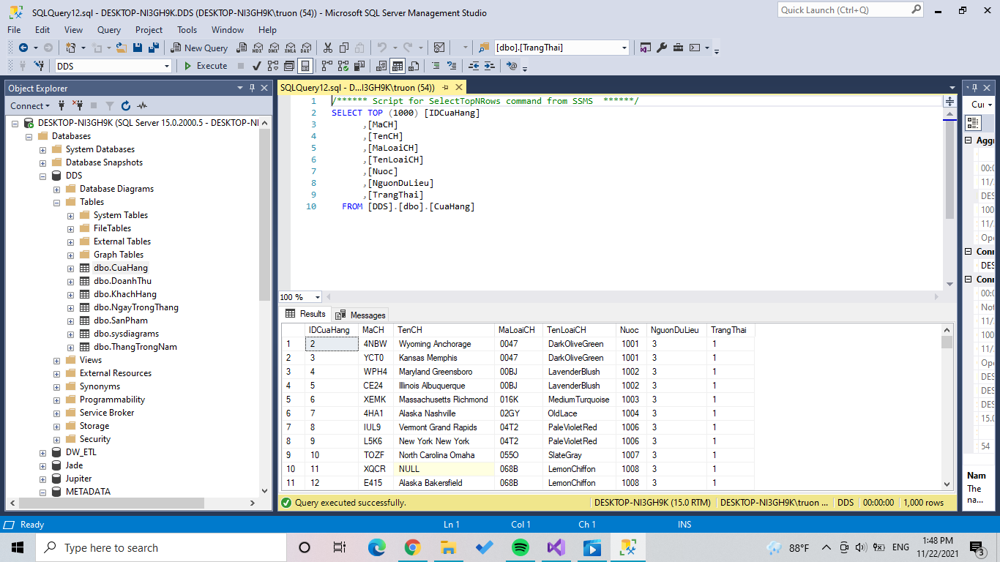 SQLQuery12.sql - DESKTOP-NI3GH9K.DDS (DESKTOP-NI3GH9K\truon (54)) - Microsoft SQL Server Management Studio
Quick Launch (Ctrl+Q)
File Edit View Query Project Tools Window Help
New Query
MDX DMX XMLA DAX
[dbo].[TrangThai]
DDS
Execute
Object Explorer
Connect
DESKTOP-NI3GH9K (SQL Server 15.0.2000.5 - DESKTOP-NI
Databases
System Databases
Database Snapshots
DDS
Database Diagrams
Tables
System Tables
FileTables
External Tables
Graph Tables
dbo.CuaHang
dbo.DoanhThu
dbo.KhachHang
dbo.NgayTrongThang
dbo.SanPham
dbo.sysdiagrams
dbo.ThangTrongNam
Views
External Resources
Synonyms
Programmability
Service Broker
Storage
Security
DW_ETL
Jade
Jupiter
METADATA
SQLQuery12.sql - D...I3GH9K\truon (54))
1 /****** Script for SelectTopNRows command from SSMS ******/
2 SELECT TOP (1000) [IDCuaHang]
3 ,[MaCH]
4 ,[TenCH]
5 ,[MaLoaiCH]
6 ,[TenLoaiCH]
7 ,[Nuoc]
8 ,[NguonDuLieu]
9 ,[TrangThai]
10 FROM [DDS].[dbo].[CuaHang]
100 %
Results Messages
IDCuaHang MaCH TenCH MaLoaiCH TenLoaiCH Nuoc NguonDuLieu TrangThai
1 2 4NBW Wyoming Anchorage 0047 DarkOliveGreen 1001 3 1
2 3 YCT0 Kansas Memphis 0047 DarkOliveGreen 1001 3 1
3 4 WPH4 Maryland Greensboro 00BJ LavenderBlush 1002 3 1
4 5 CE24 Illinois Albuquerque 00BJ LavenderBlush 1002 3 1
5 6 XEMK Massachusetts Richmond 016K MediumTurquoise 1003 3 1
6 7 4HA1 Alaska Nashville 02GY OldLace 1004 3 1
7 8 IUL9 Vermont Grand Rapids 04T2 PaleVioletRed 1006 3 1
8 9 L5K6 New York New York 04T2 PaleVioletRed 1006 3 1
9 10 TOZF North Carolina Omaha 055O SlateGray 1007 3 1
10 11 XQCR NULL 068B LemonChiffon 1008 3 1
11 12 E415 Alaska Bakersfield 068B LemonChiffon 1008 3 1
Query executed successfully.
DESKTOP-NI3GH9K (15.0 RTM) DESKTOP-NI3GH9K\truon ... DDS 00:00:00 1,000 rows
Cur
Aggr
00:0
11/
DES
100
11/
Ope
Conn
DES
Conn
00:0
Not
11/
100
11/
Ope
DES
DES
DES
15.0
54
Nam
The
na...
Ready
Ln 1 Col 1 Ch 1 INS
Type here to search
88°F
ENG
1:48 PM
11/22/2021
3